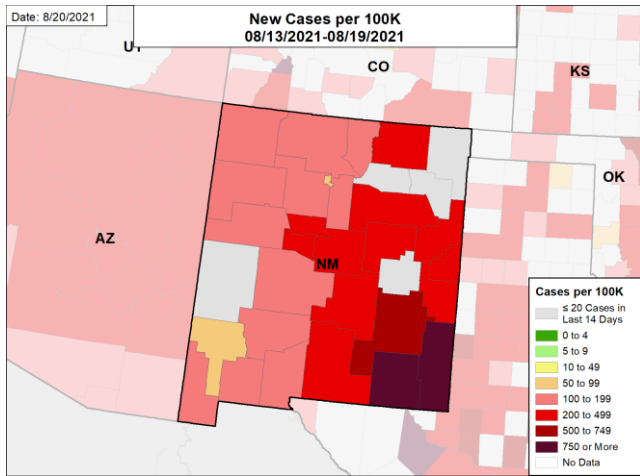 Date: 8/20/2021
New Cases per 100K
08/13/2021-08/19/2021
UT
CO
KS
OK
AZ
NM
Cases per 100K
≤ 20 Cases in
Last 14 Days
0 to 4
5 to 9
10 to 49
50 to 99
100 to 199
200 to 499
500 to 749
750 or More
No Data